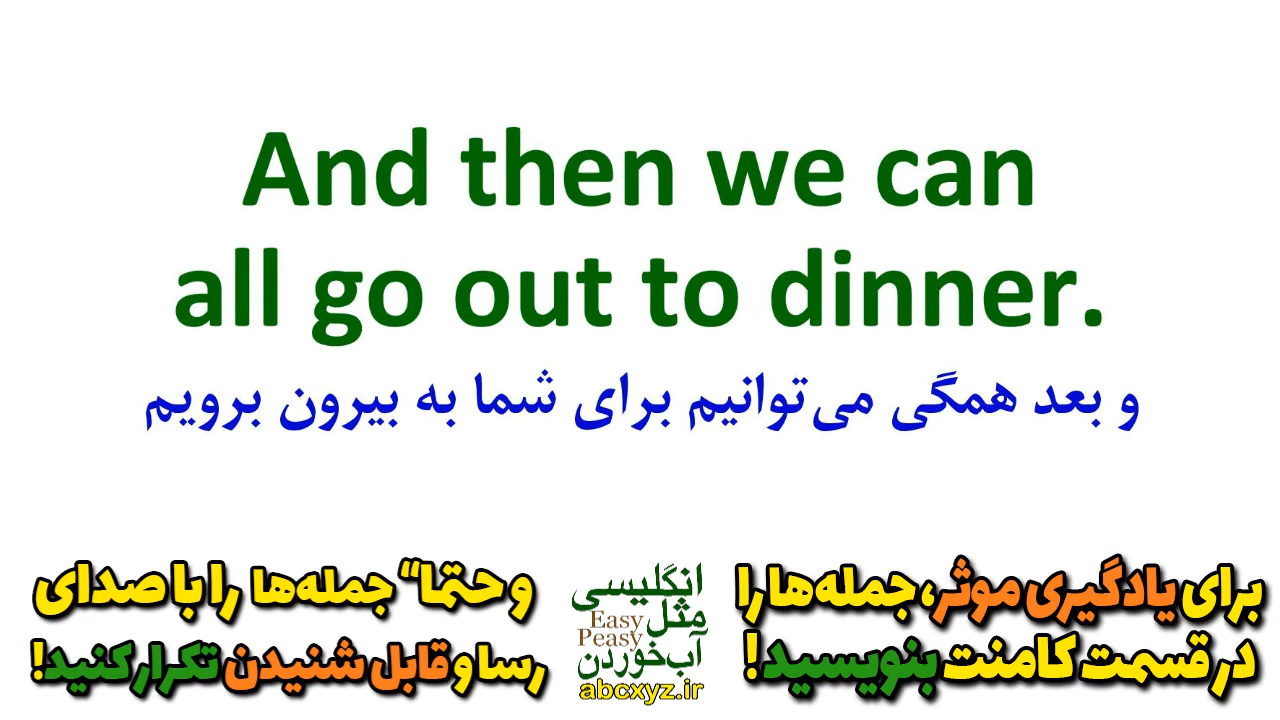 And then we can
all go out to dinner.
و بعد همگی می‌توانیم برای شما به بیرون برویم
برای یادگیری موثر، جمله‌ها را
در قسمت کامنت بنویسید!
انگلیسی
مثل
Easy
Peasy
آب‌خوردن
abcxyz.ir
و حتما“ جمله‌ها را با صدای
رسا و قابل شنیدن تکرار کنید!